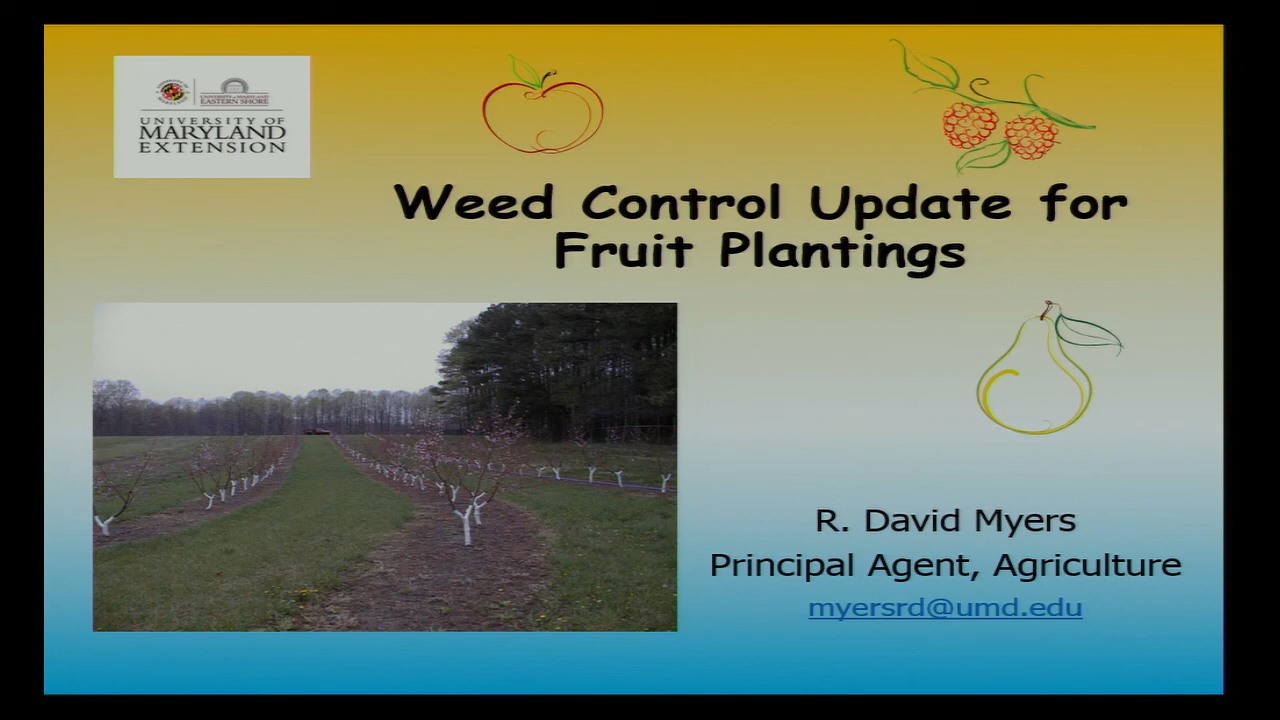 UNIVERSITY OF MARYLAND
EASTERN SHORE
UNIVERSITY OF
MARYLAND
EXTENSION
Weed Control Update for
Fruit Plantings
R. David Myers
Principal Agent, Agriculture
myersrd@umd.edu